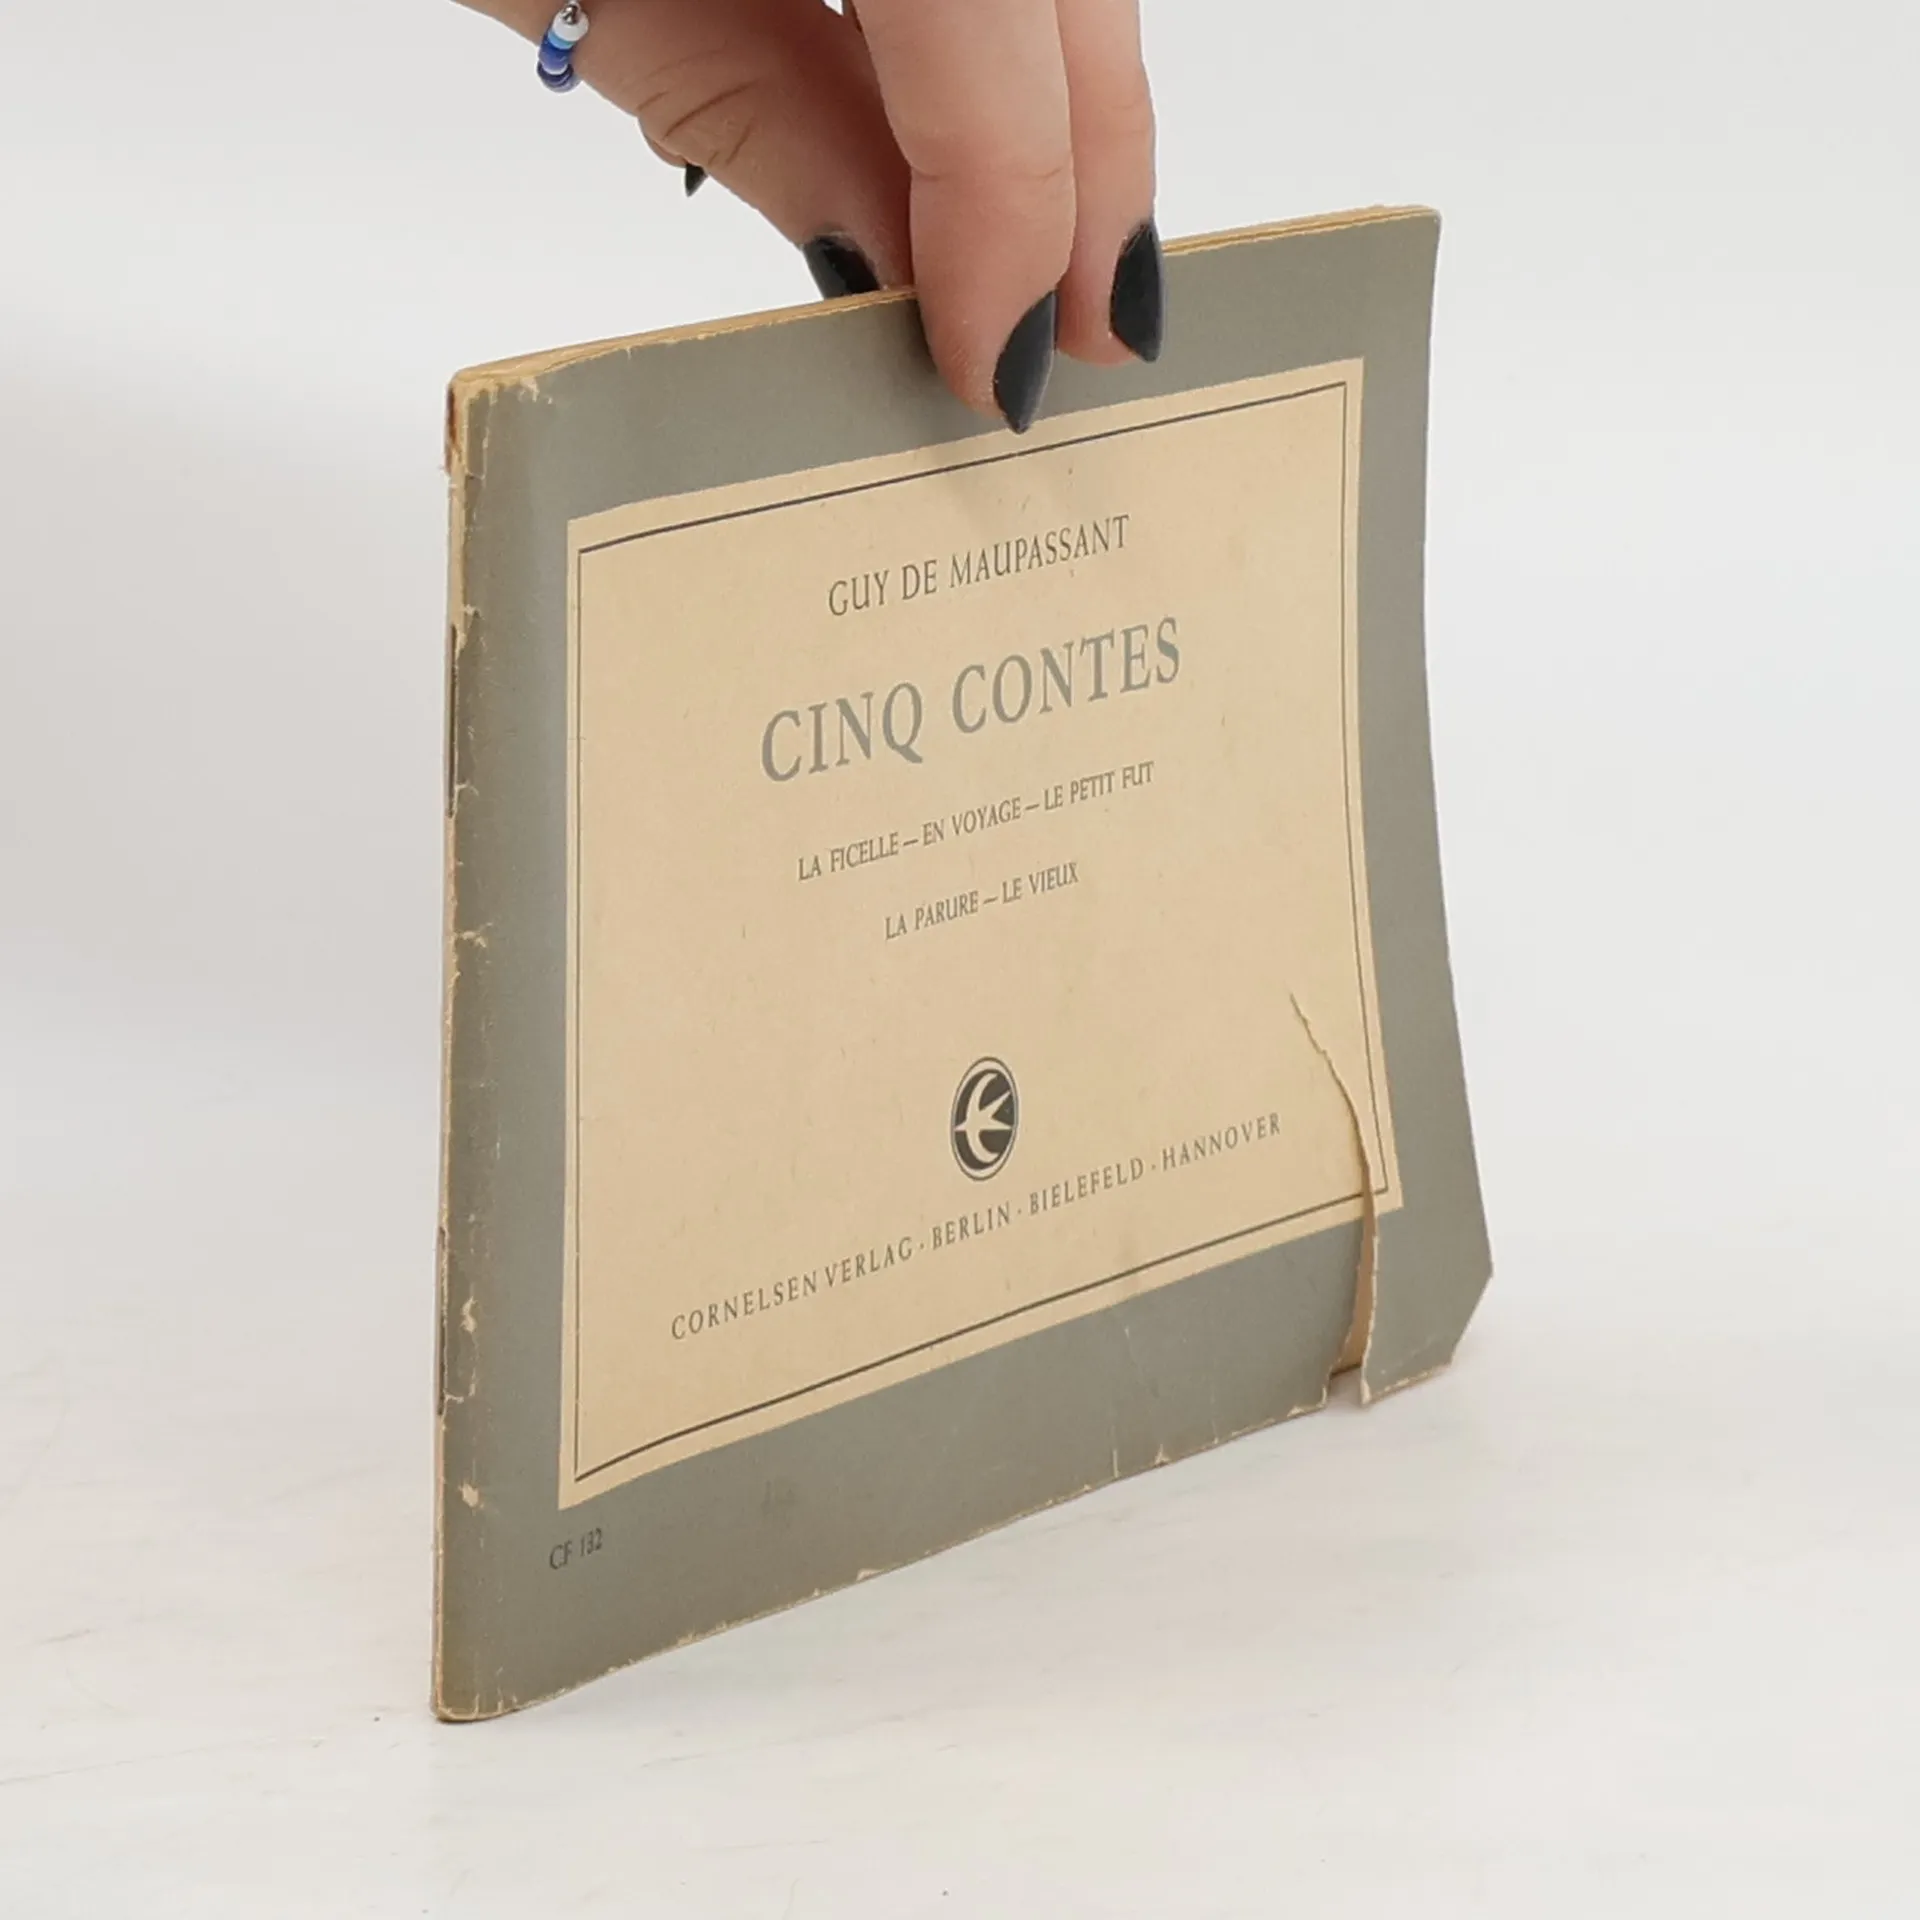 GUY DE MAUPASSANT
CINQ CONTES
LA FICELLE – EN VOYAGE – LE PETIT FUT
LA PARURE – LE VIEUX
CORNELSEN VERLAG · BERLIN · BIELEFELD · HANNOVER
CF 132